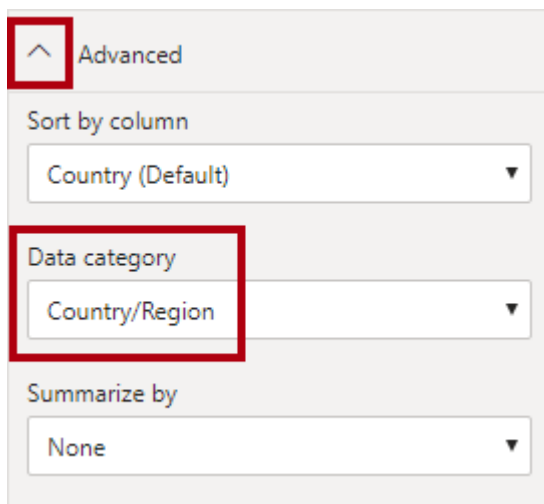 Advanced
Sort by column
Country (Default)
Data category
Country/Region
Summarize by
None